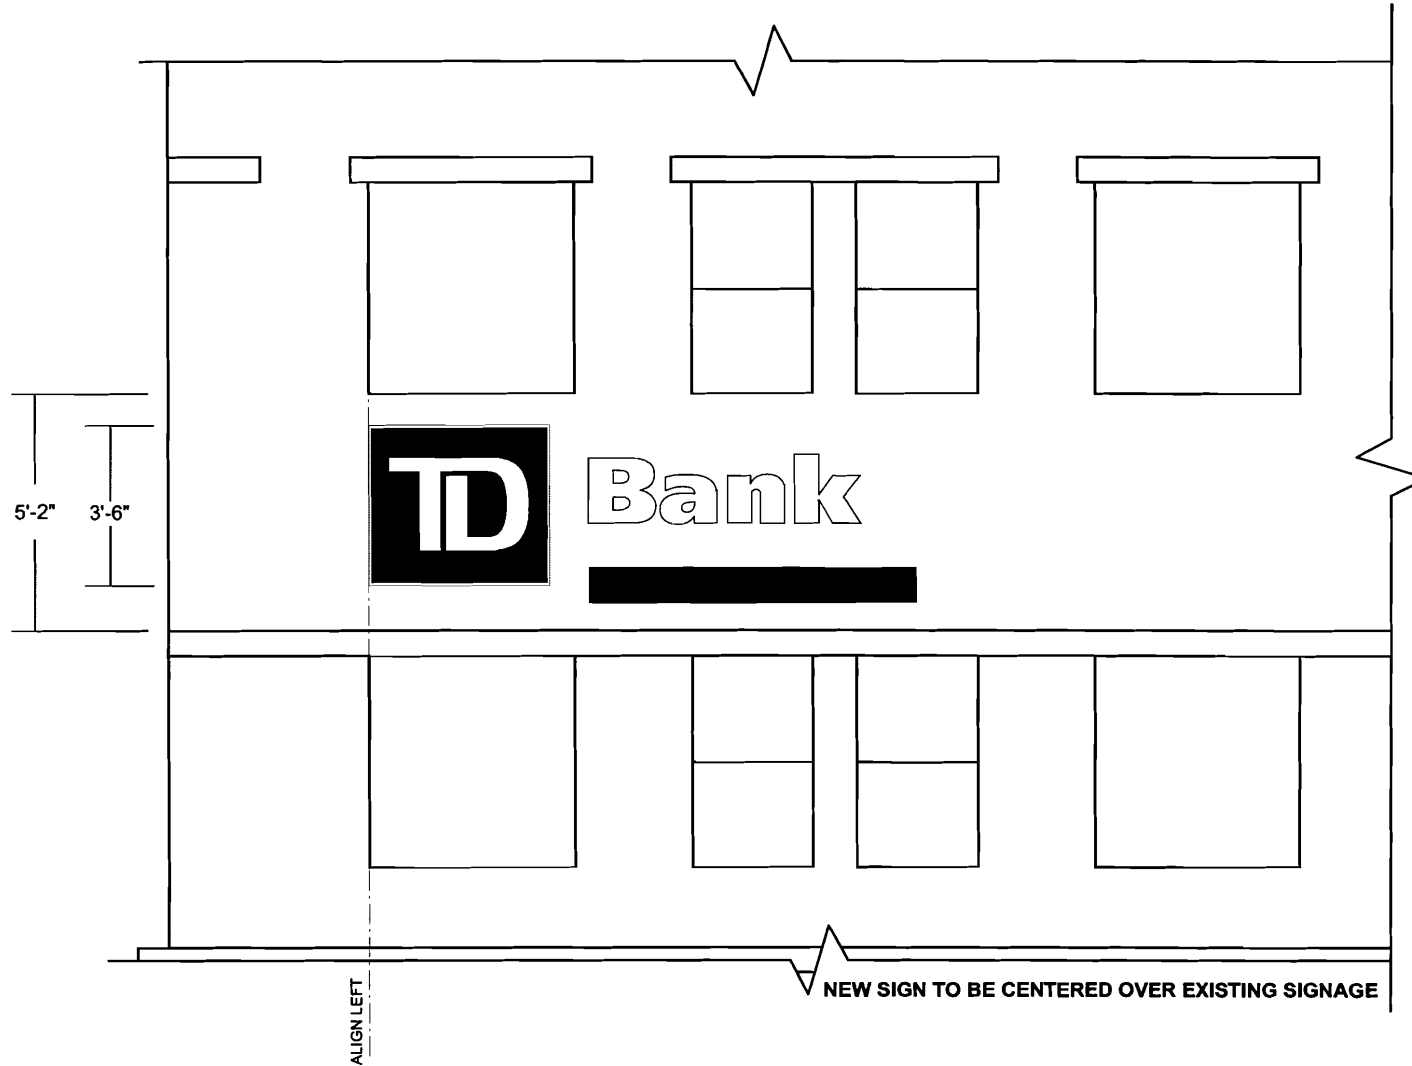 5'-2"
3'-6"
TD Bank
NEW SIGN TO BE CENTERED OVER EXISTING SIGNAGE
ALIGN LEFT